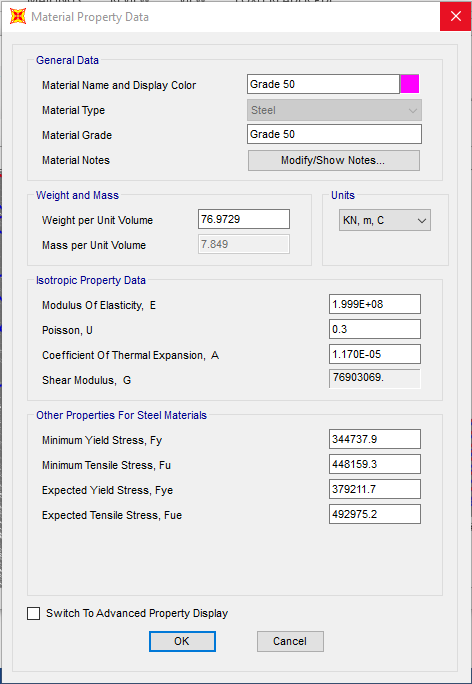 Material Property Data
General Data
Material Name and Display Color Grade 50
Material Type Steel
Material Grade Grade 50
Material Notes Modify/Show Notes...
Weight and Mass Units
Weight per Unit Volume 76.9729 KN, m, C
Mass per Unit Volume 7.849
Isotropic Property Data
Modulus Of Elasticity, E 1.999E+08
Poisson, U 0.3
Coefficient Of Thermal Expansion, A 1.170E-05
Shear Modulus, G 76903069.
Other Properties For Steel Materials
Minimum Yield Stress, Fy 344737.9
Minimum Tensile Stress, Fu 448159.3
Expected Yield Stress, Fye 379211.7
Expected Tensile Stress, Fue 492975.2
Switch To Advanced Property Display
OK Cancel